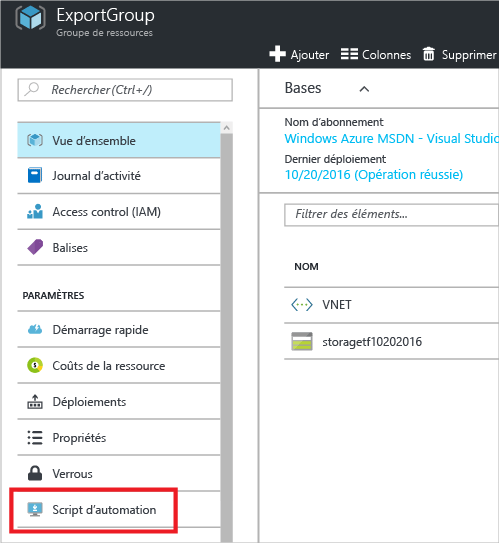 ExportGroup
Groupe de ressources
Ajouter
Colonnes
Supprimer
Rechercher(Ctrl+/)
Vue d'ensemble
Journal d'activité
Access control (IAM)
Balises
PARAMÈTRES
Démarrage rapide
Coûts de la ressource
Déploiements
Propriétés
Verrous
Script d'automation
Bases
Nom d'abonnement
Windows Azure MSDN - Visual Studio
Dernier déploiement
10/20/2016 (Opération réussie)
Filtrer des éléments...
NOM
VNET
storagetf10202016